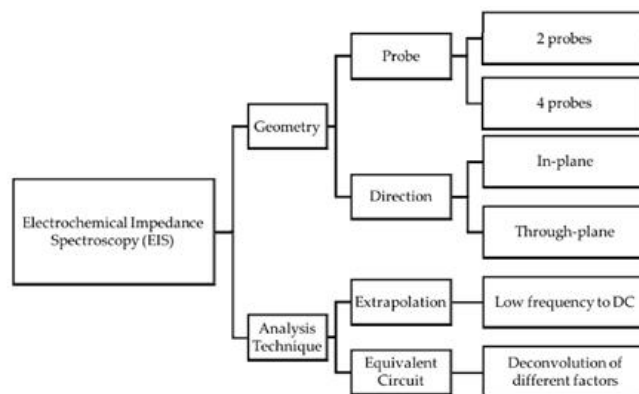 2 probes
Probe
4 probes
Geometry
In-plane
Direction
Through-plane
Electrochemical Impedance
Spectroscopy (EIS)
Extrapolation
Low frequency to DC
Analysis
Technique
Equivalent
Circuit
Deconvolution of
different factors